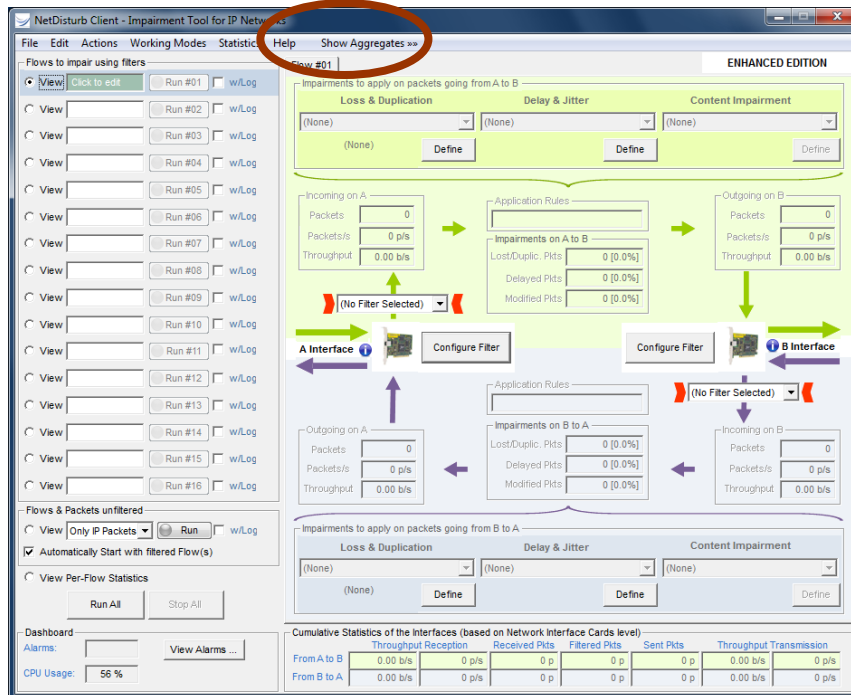 NetDisturb Client - Impairment Tool for IP Networks
File Edit Actions Working Modes Statistics Help Show Aggregates »»
Flows to impair using filters
View Click to edit Run #01 w/Log
View Run #02 w/Log
View Run #03 w/Log
View Run #04 w/Log
View Run #05 w/Log
View Run #06 w/Log
View Run #07 w/Log
View Run #08 w/Log
View Run #09 w/Log
View Run #10 w/Log
View Run #11 w/Log
View Run #12 w/Log
View Run #13 w/Log
View Run #14 w/Log
View Run #15 w/Log
View Run #16 w/Log
Flows & Packets unfiltered
View Only IP Packets Run w/Log
Automatically Start with filtered Flow(s)
View Per-Flow Statistics
Run All Stop All
Dashboard
Alarms: View Alarms ...
CPU Usage: 56 %
Flow #01 ENHANCED EDITION
Impairments to apply on packets going from A to B
Loss & Duplication Delay & Jitter Content Impairment
(None) (None) (None)
(None) Define Define Define
Incoming on A
Packets 0
Packets/s 0 p/s
Throughput 0.00 b/s
Application Rules
Impairments on A to B
Lost/Duplic. Pkts 0 [0.0%]
Delayed Pkts 0 [0.0%]
Modified Pkts 0 [0.0%]
Outgoing on B
Packets 0
Packets/s 0 p/s
Throughput 0.00 b/s
(No Filter Selected)
A Interface Configure Filter Configure Filter B Interface
(No Filter Selected)
Outgoing on A
Packets 0
Packets/s 0 p/s
Throughput 0.00 b/s
Application Rules
Impairments on B to A
Lost/Duplic. Pkts 0 [0.0%]
Delayed Pkts 0 [0.0%]
Modified Pkts 0 [0.0%]
Incoming on B
Packets 0
Packets/s 0 p/s
Throughput 0.00 b/s
Impairments to apply on packets going from B to A
Loss & Duplication Delay & Jitter Content Impairment
(None) (None) (None)
(None) Define Define Define
Cumulative Statistics of the Interfaces (based on Network Interface Cards level)
Throughput Reception Received Pkts Filtered Pkts Sent Pkts Throughput Transmission
From A to B 0.00 b/s 0 p/s 0 p 0 p 0 p 0.00 b/s 0 p/s
From B to A 0.00 b/s 0 p/s 0 p 0 p 0 p 0.00 b/s 0 p/s